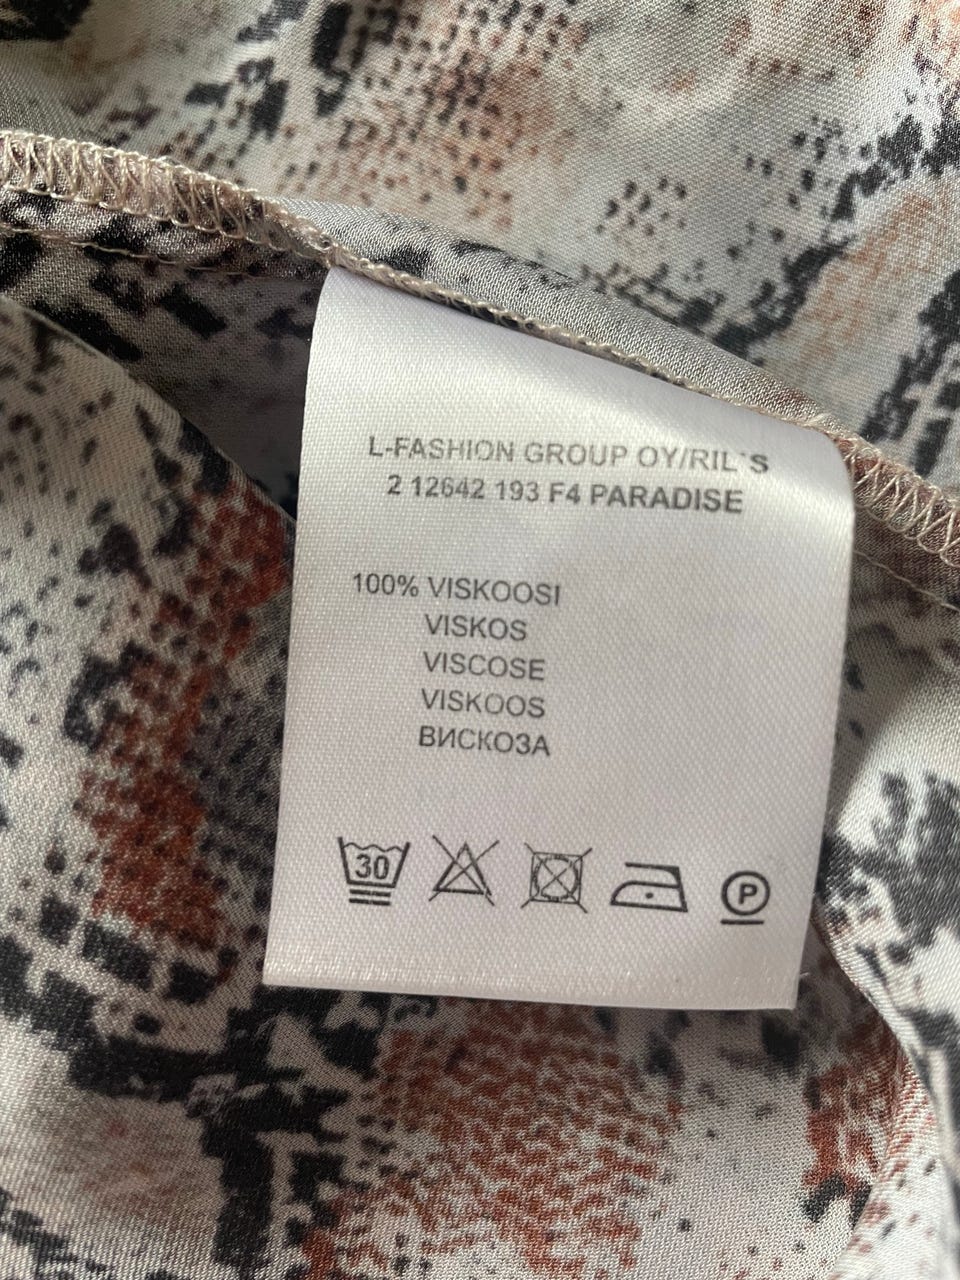 L-FASHION GROUP OY/RIL´S
2 12642 193 F4 PARADISE
100% VISKOOSI
VISKOS
VISCOSE
VISKOOS
ВИСКОЗА
30 P